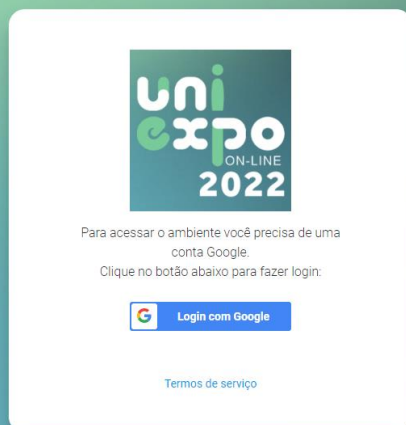 uni
expo
ON-LINE
2022
Para acessar o ambiente você precisa de uma
conta Google.
Clique no botão abaixo para fazer login:
G Login com Google
Termos de serviço